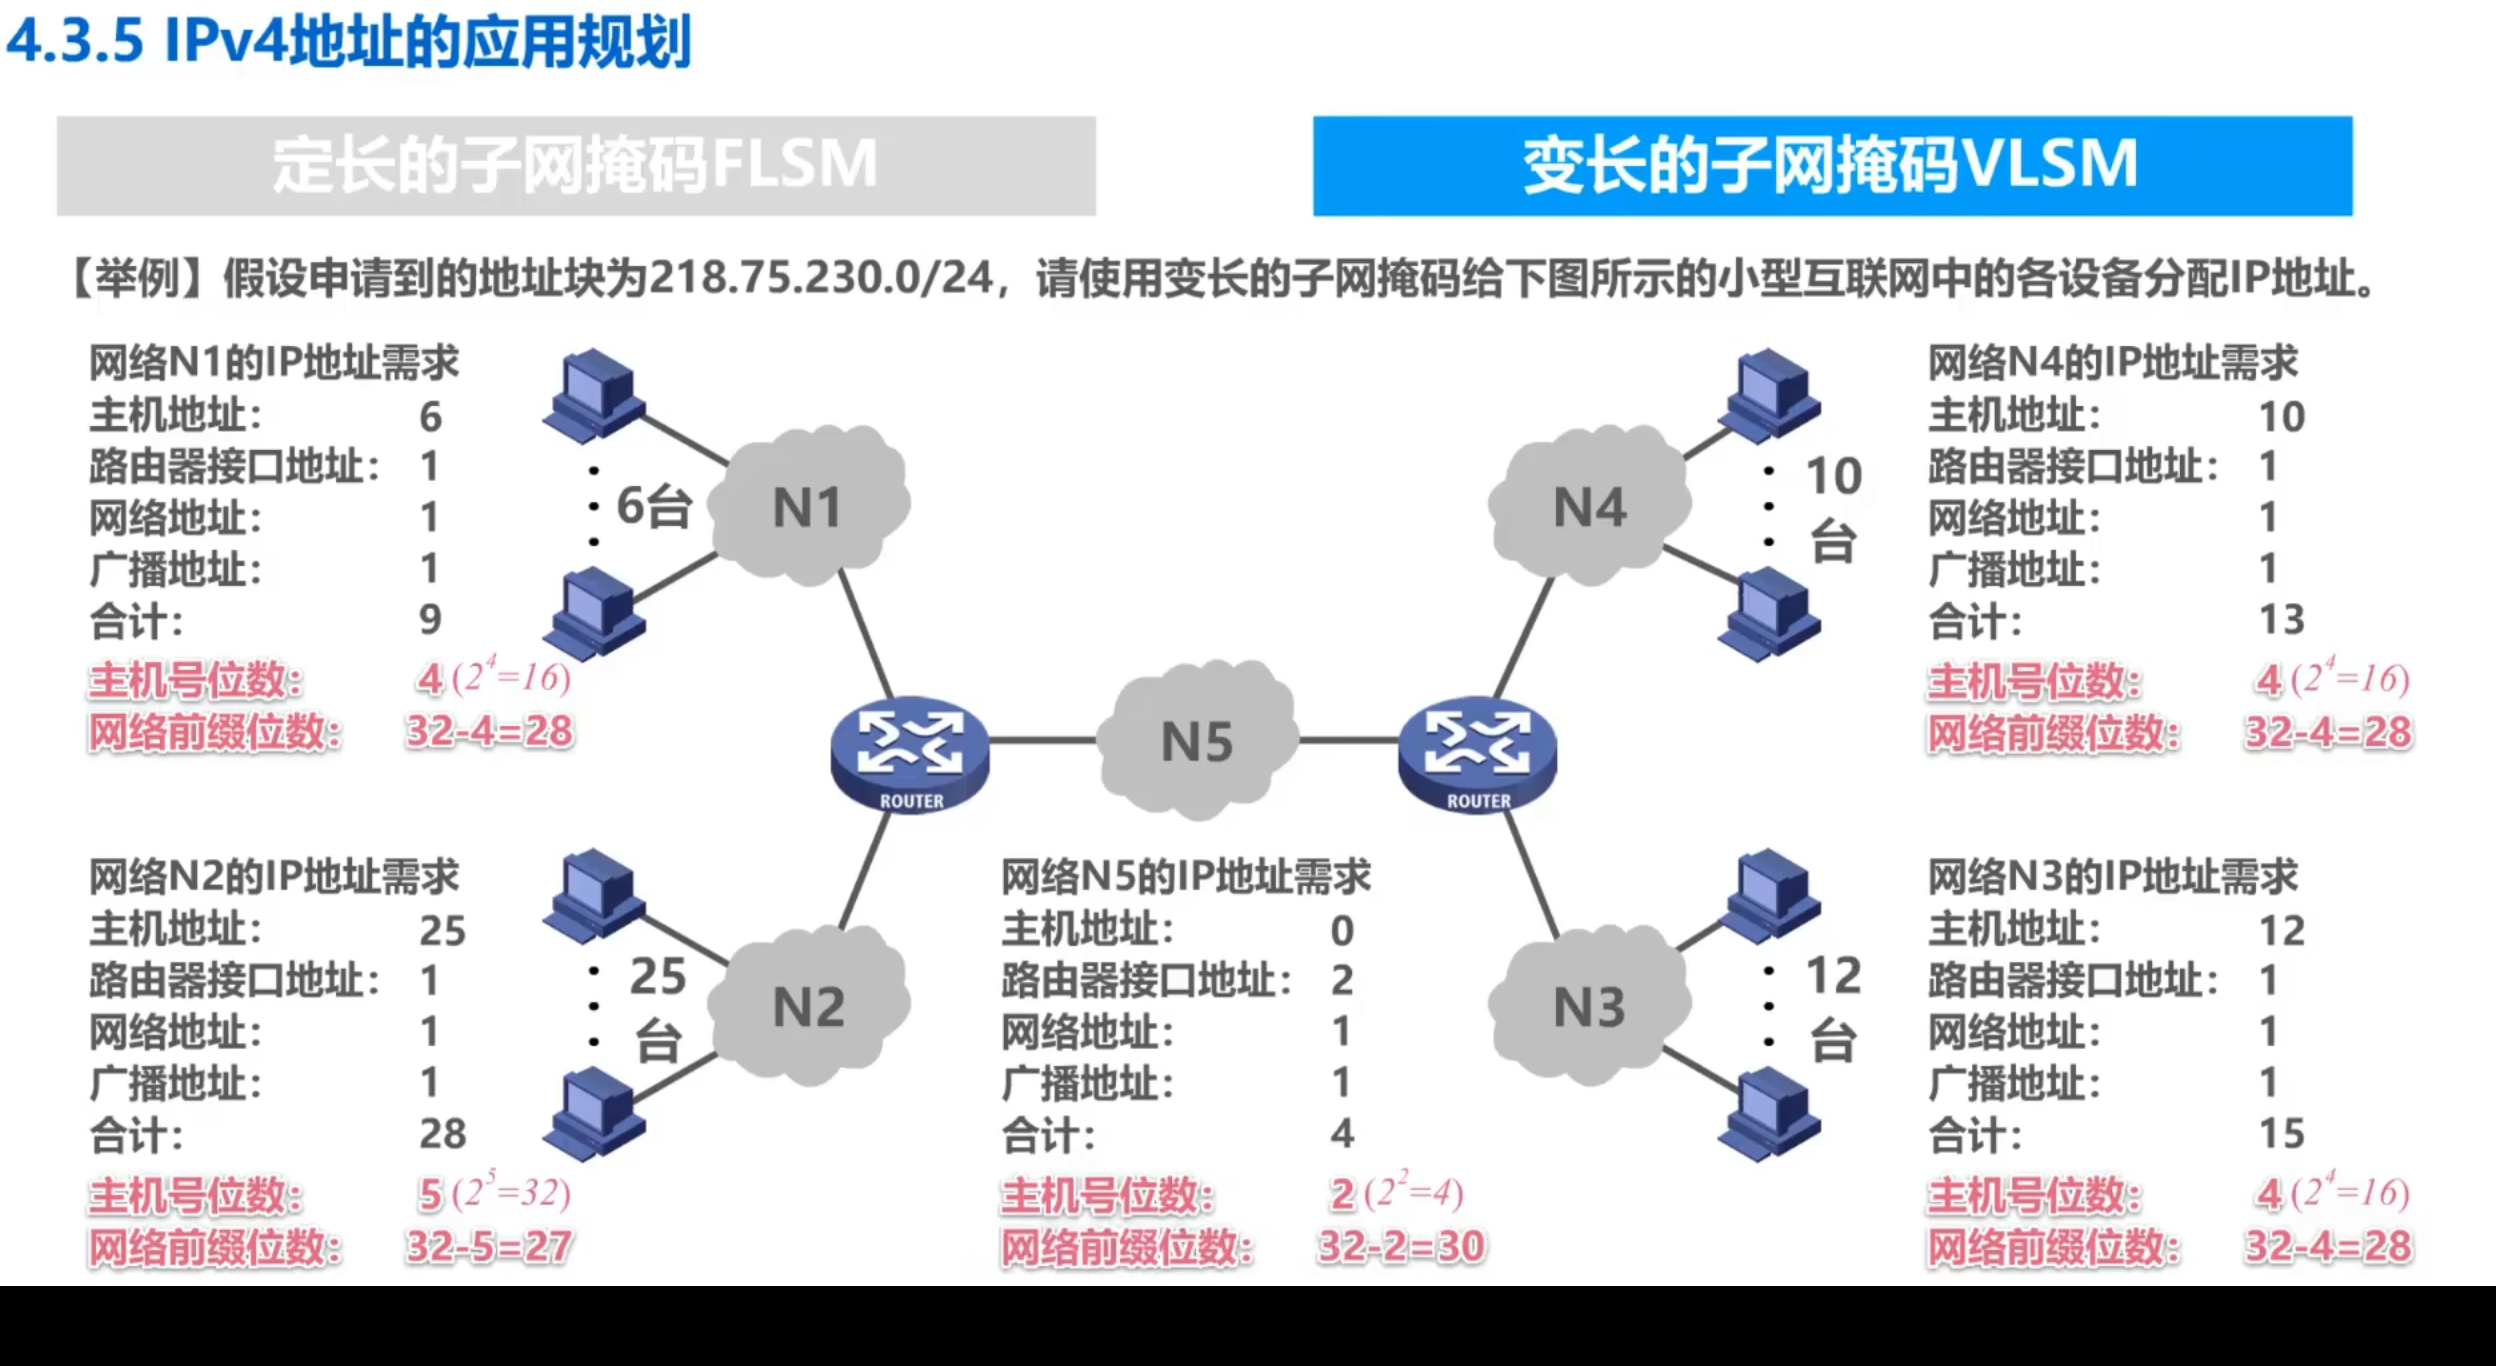 4.3.5 IPv4地址的应用规划
定长的子网掩码FLSM
变长的子网掩码VLSM
【举例】假设申请到的地址块为218.75.230.0/24，请使用变长的子网掩码给下图所示的小型互联网中的各设备分配IP地址。
网络N1的IP地址需求
主机地址： 6
路由器接口地址： 1
网络地址： 1
广播地址： 1
合计： 9
主机号位数： 4 (2⁴=16)
网络前缀位数： 32-4=28
6台
N1
N4
10
台
网络N4的IP地址需求
主机地址： 10
路由器接口地址： 1
网络地址： 1
广播地址： 1
合计： 13
主机号位数： 4 (2⁴=16)
网络前缀位数： 32-4=28
ROUTER
N5
ROUTER
网络N2的IP地址需求
主机地址： 25
路由器接口地址： 1
网络地址： 1
广播地址： 1
合计： 28
主机号位数： 5 (2⁵=32)
网络前缀位数： 32-5=27
25
台
N2
网络N5的IP地址需求
主机地址： 0
路由器接口地址： 2
网络地址： 1
广播地址： 1
合计： 4
主机号位数： 2 (2²=4)
网络前缀位数： 32-2=30
N3
12
台
网络N3的IP地址需求
主机地址： 12
路由器接口地址： 1
网络地址： 1
广播地址： 1
合计： 15
主机号位数： 4 (2⁴=16)
网络前缀位数： 32-4=28